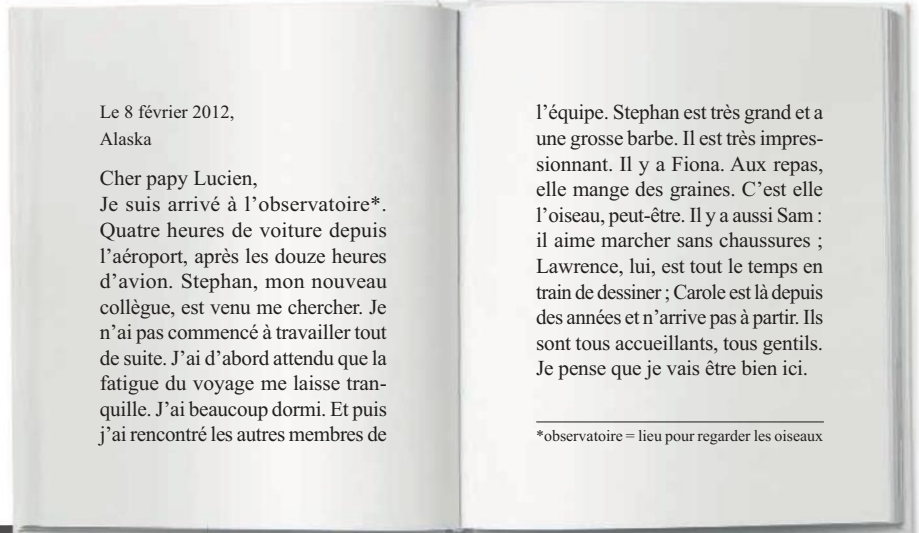 Le 8 février 2012,
Alaska
Cher papy Lucien,
Je suis arrivé à l'observatoire*.
Quatre heures de voiture depuis
l'aéroport, après les douze heures
d'avion. Stephan, mon nouveau
collègue, est venu me chercher. Je
n'ai pas commencé à travailler tout
de suite. J'ai d'abord attendu que la
fatigue du voyage me laisse tran-
quille. J'ai beaucoup dormi. Et puis
j'ai rencontré les autres membres de
l'équipe. Stephan est très grand et a
une grosse barbe. Il est très impres-
sionnant. Il y a Fiona. Aux repas,
elle mange des graines. C'est elle
l'oiseau, peut-être. Il y a aussi Sam :
il aime marcher sans chaussures ;
Lawrence, lui, est tout le temps en
train de dessiner ; Carole est là depuis
des années et n'arrive pas à partir. Ils
sont tous accueillants, tous gentils.
Je pense que je vais être bien ici.
*observatoire = lieu pour regarder les oiseaux